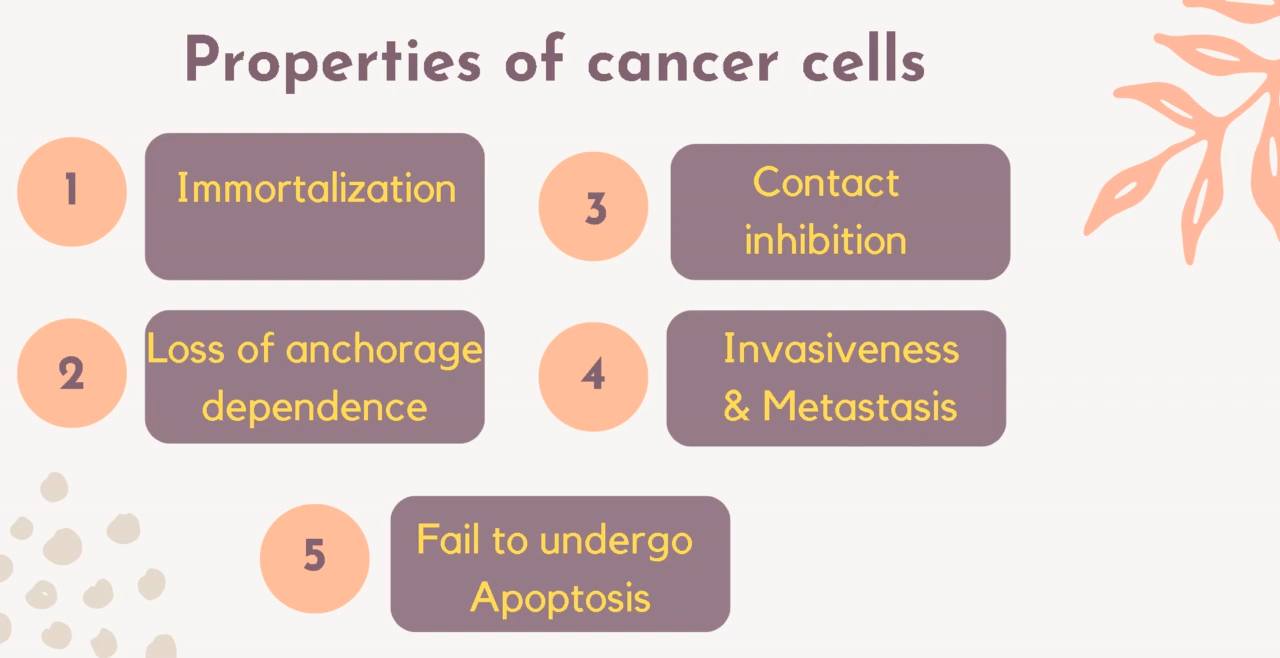 Properties of cancer cells
1
Immortalization
2
Loss of anchorage
dependence
3
Contact
inhibition
4
Invasiveness
& Metastasis
5
Fail to undergo
Apoptosis